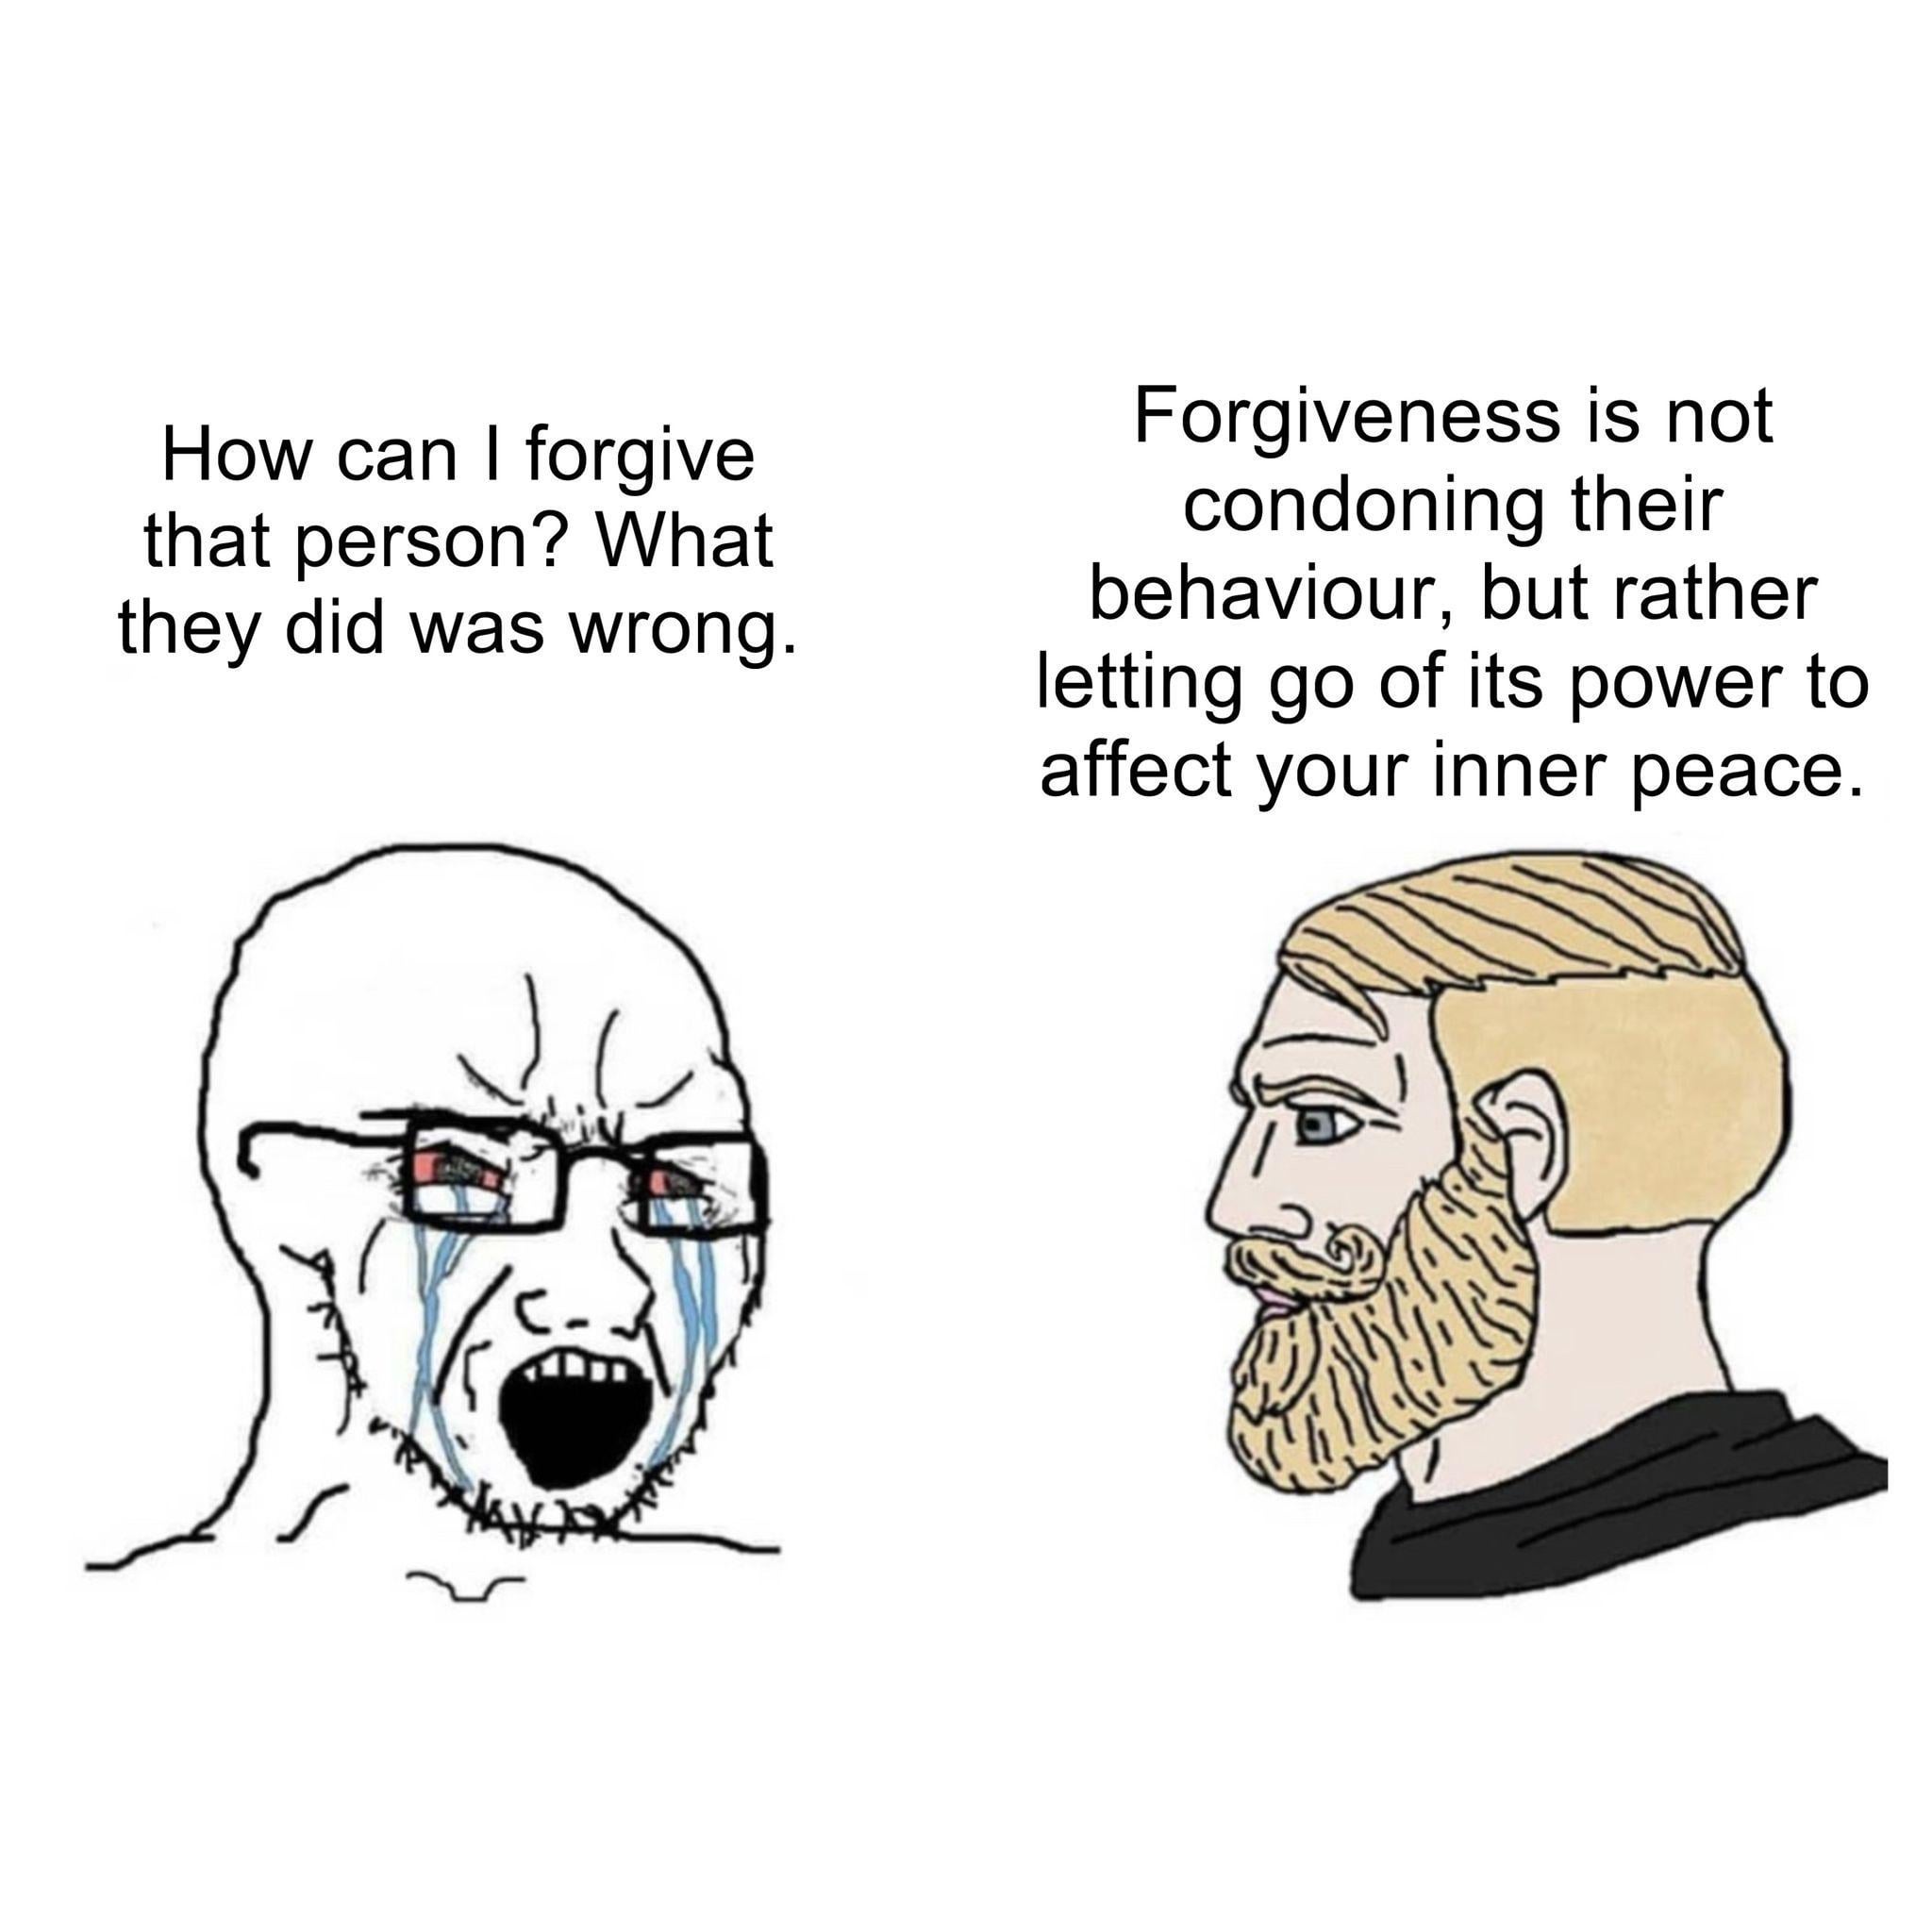 How can I forgive
that person? What
they did was wrong.
Forgiveness is not
condoning their
behaviour, but rather
letting go of its power to
affect your inner peace.